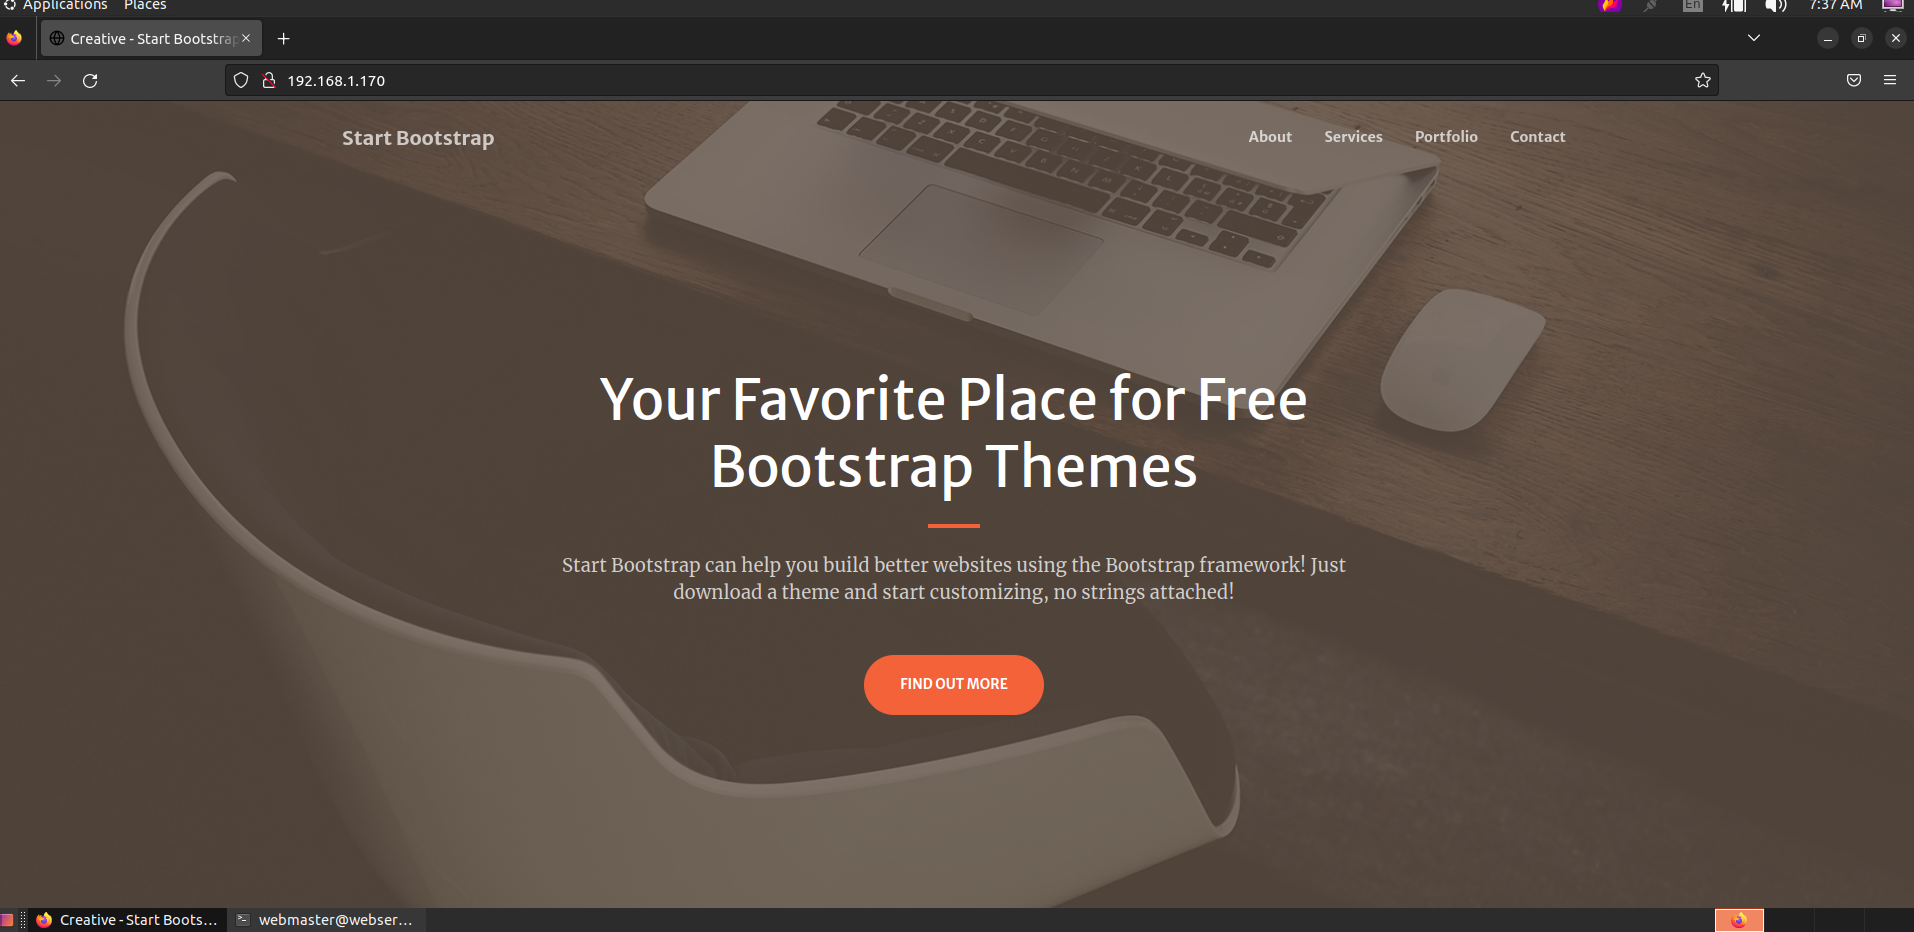 Applications Places
En 7:37 AM
Creative - Start Bootstrap
192.168.1.170
Start Bootstrap
About Services Portfolio Contact
Your Favorite Place for Free
Bootstrap Themes
Start Bootstrap can help you build better websites using the Bootstrap framework! Just
download a theme and start customizing, no strings attached!
FIND OUT MORE
Creative - Start Boots... webmaster@webser...